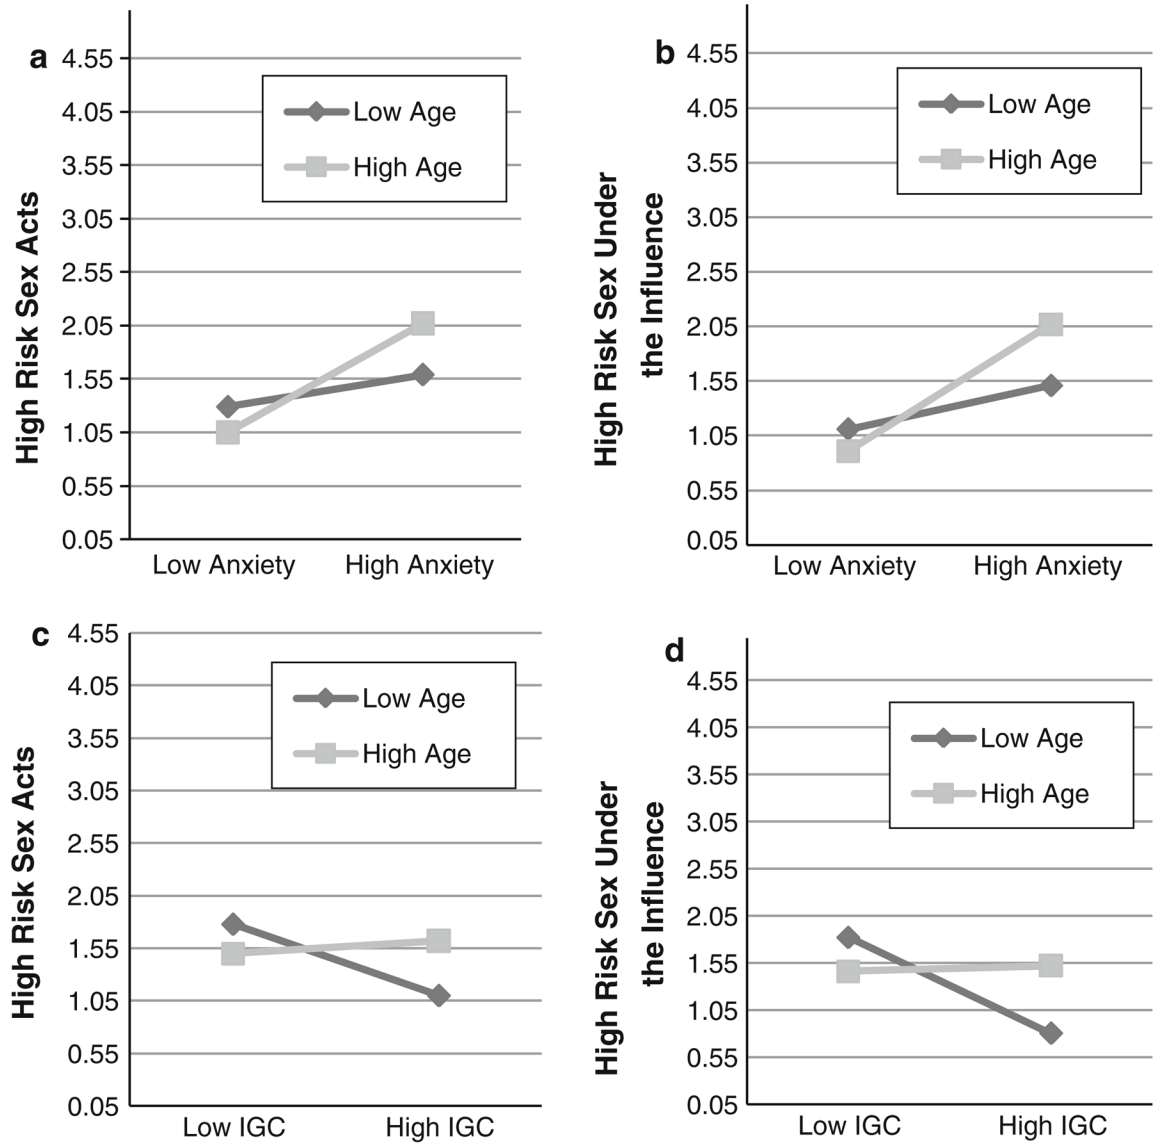 a
High Risk Sex Acts
4.55
4.05
3.55
3.05
2.55
2.05
1.55
1.05
0.55
0.05
Low Age
High Age
Low Anxiety High Anxiety
b
High Risk Sex Under
the Influence
4.55
4.05
3.55
3.05
2.55
2.05
1.55
1.05
0.55
0.05
Low Age
High Age
Low Anxiety High Anxiety
c
High Risk Sex Acts
4.55
4.05
3.55
3.05
2.55
2.05
1.55
1.05
0.55
0.05
Low Age
High Age
Low IGC High IGC
d
High Risk Sex Under
the Influence
4.55
4.05
3.55
3.05
2.55
2.05
1.55
1.05
0.55
0.05
Low Age
High Age
Low IGC High IGC